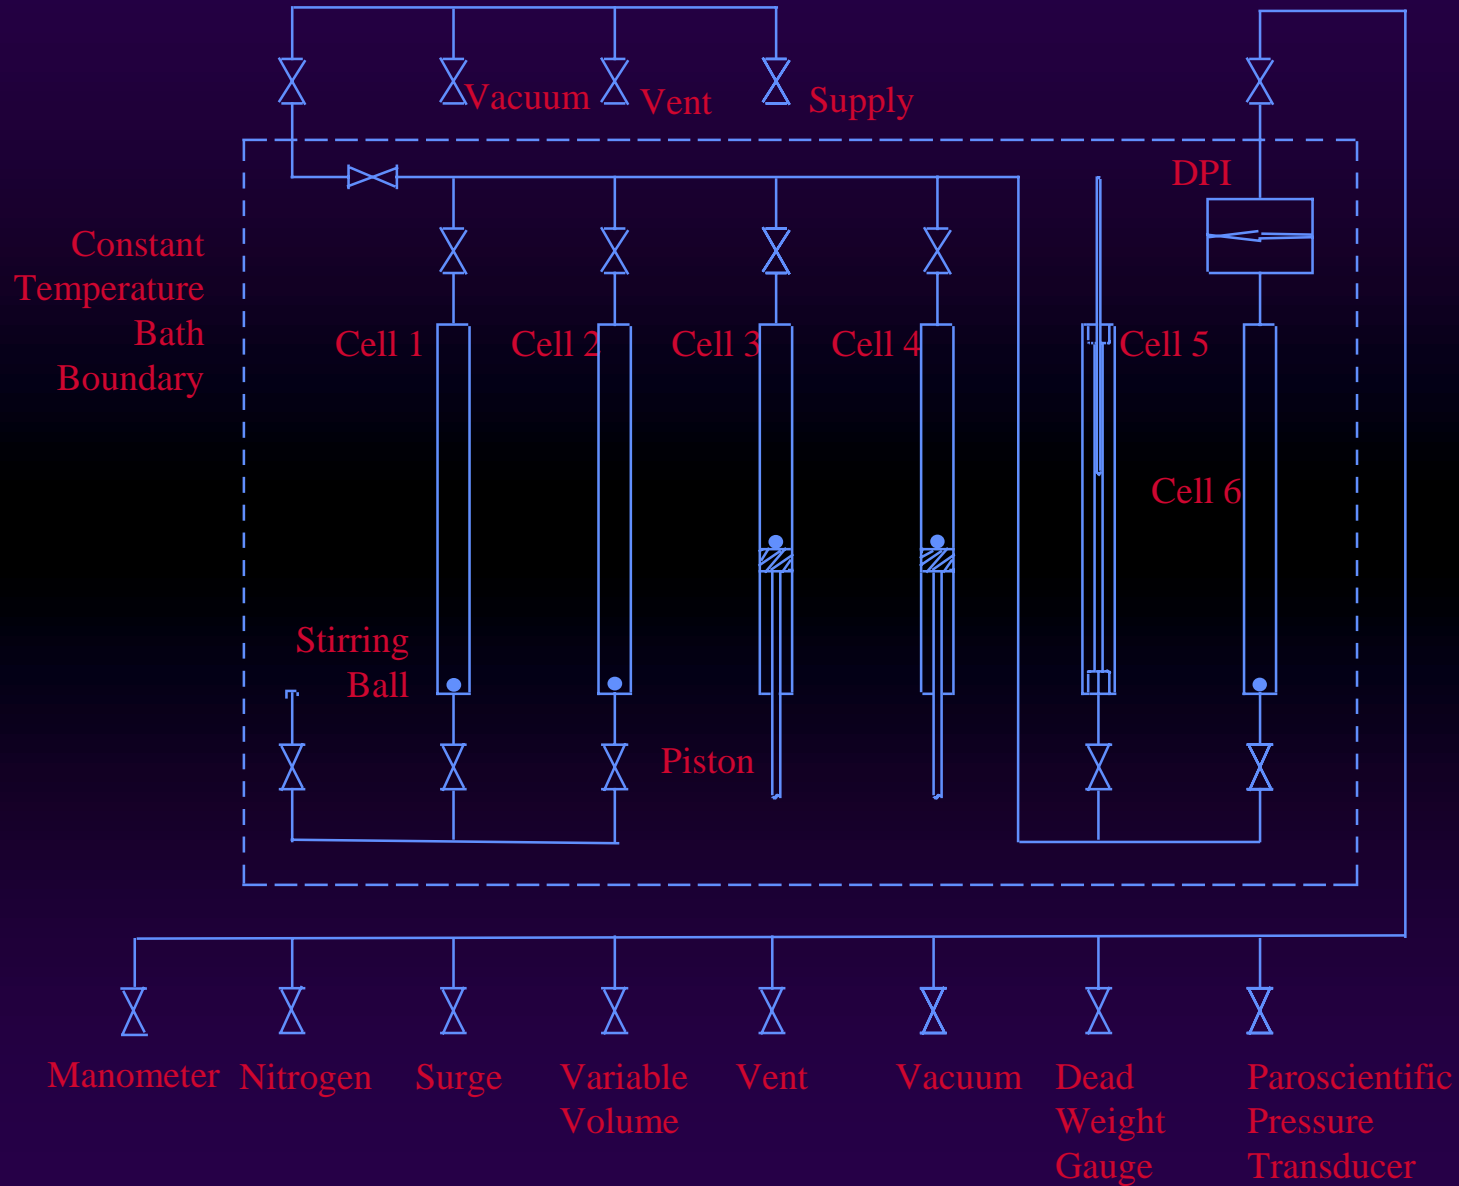 Vacuum
Vent
Supply
DPI
Constant
Temperature
Bath
Boundary
Cell 1
Cell 2
Cell 3
Cell 4
Cell 5
Cell 6
Stirring
Ball
Piston
Manometer
Nitrogen
Surge
Variable
Volume
Vent
Vacuum
Dead
Weight
Gauge
Paroscientific
Pressure
Transducer